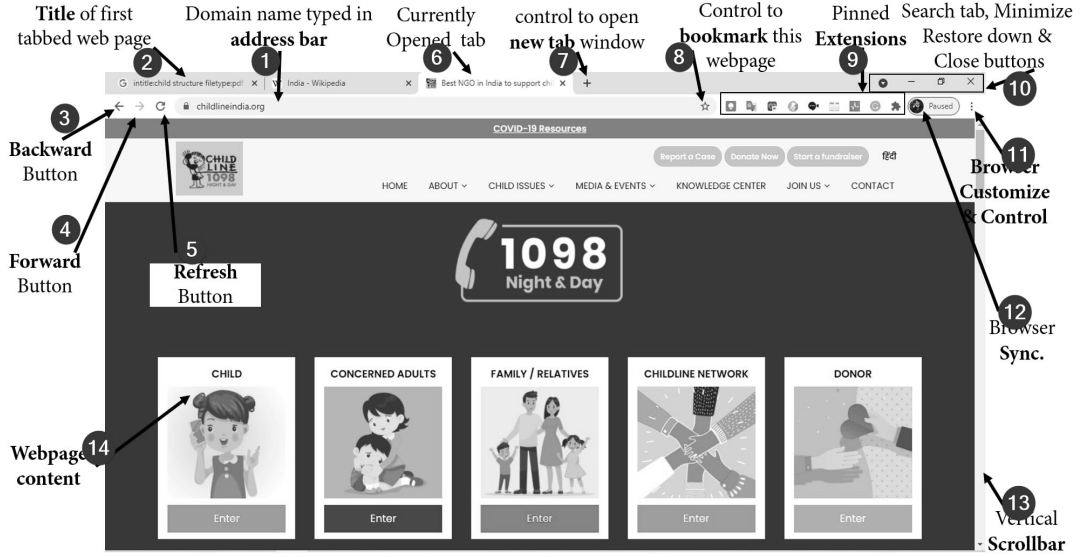 Title of first
tabbed web page
Domain name typed in
address bar
Currently
Opened tab
control to open
new tab window
Control to
bookmark this
webpage
Pinned
Extensions
Search tab, Minimize
Restore down &
Close buttons
2
1
6
7
8
9
10
intitle:child structure filetype:pdf
India - Wikipedia
Best NGO in India to support chi
childlineindia.org
Paused
3
Backward
Button
4
Forward
Button
5
Refresh
Button
11
Browser
Customize
& Control
12
Browser
Sync.
COVID-19 Resources
CHILD
LINE
1098
NIGHT & DAY
Report a Case
Donate Now
Start a fundraiser
हिंदी
HOME
ABOUT
CHILD ISSUES
MEDIA & EVENTS
KNOWLEDGE CENTER
JOIN US
CONTACT
1098
Night & Day
CHILD
CONCERNED ADULTS
FAMILY / RELATIVES
CHILDLINE NETWORK
DONOR
Enter
Enter
Enter
Enter
Enter
14
Webpage
content
13
Vertical
Scrollbar